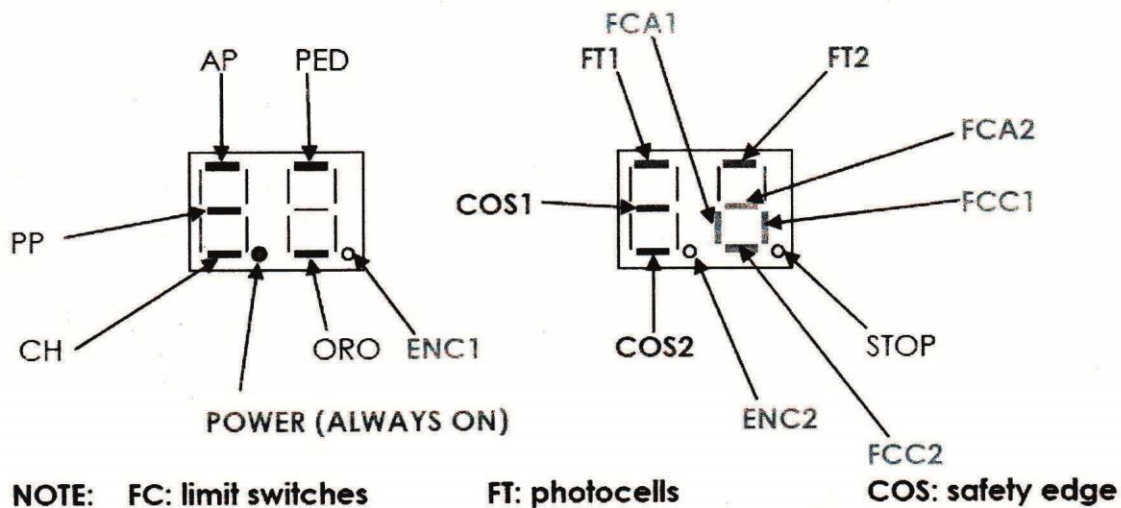 FCA1
AP PED FT1 FT2
FCA2
COS1 FCC1
PP
CH ORO ENC1 COS2 STOP
POWER (ALWAYS ON) ENC2
FCC2
NOTE: FC: limit switches FT: photocells COS: safety edge